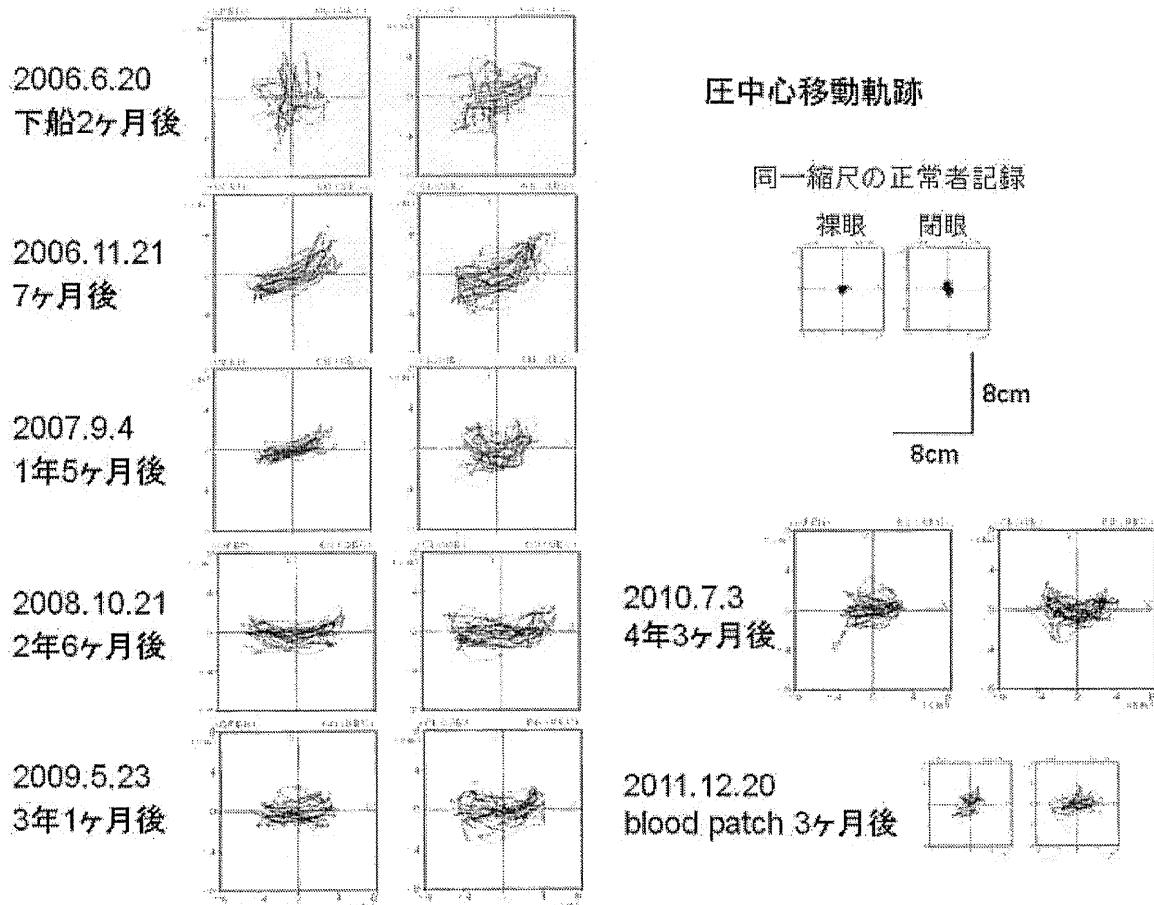 2006.6.20
下船2ヶ月後
2006.11.21
7ヶ月後
2007.9.4
1年5ヶ月後
2008.10.21
2年6ヶ月後
2009.5.23
3年1ヶ月後
圧中心移動軌跡
同一縮尺の正常者記録
裸眼 閉眼
8cm
8cm
2010.7.3
4年3ヶ月後
2011.12.20
blood patch 3ヶ月後